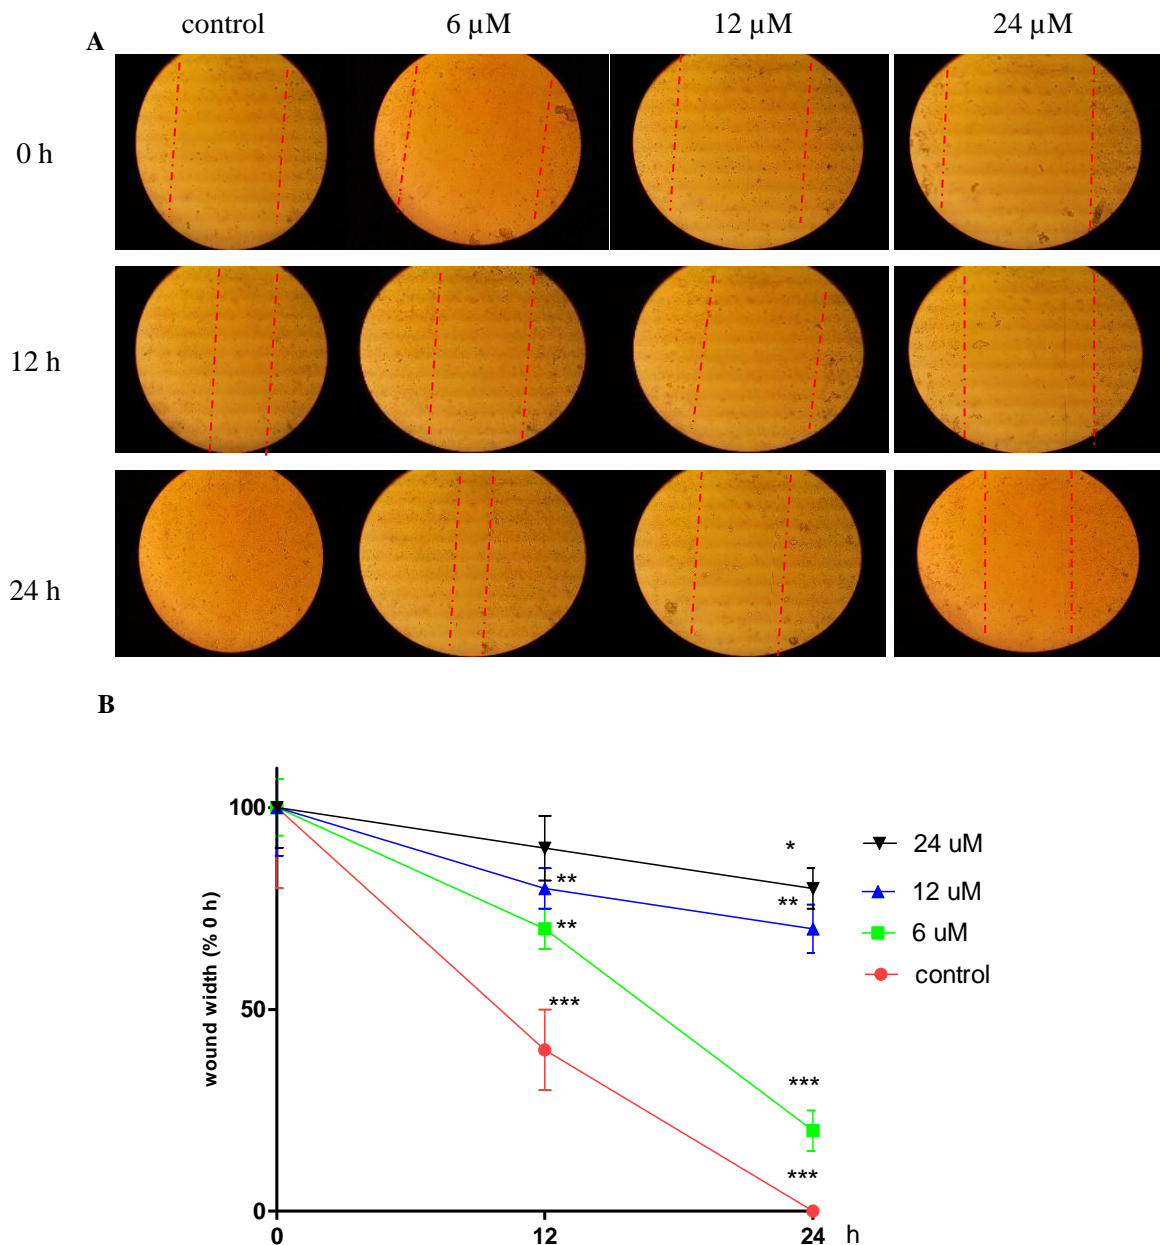 A
control
6 µM
12 µM
24 µM
0 h
12 h
24 h
B
wound width (% 0 h)
100
50
0
0
12
24
h
**
**
***
*
**
***
***
24 uM
12 uM
6 uM
control